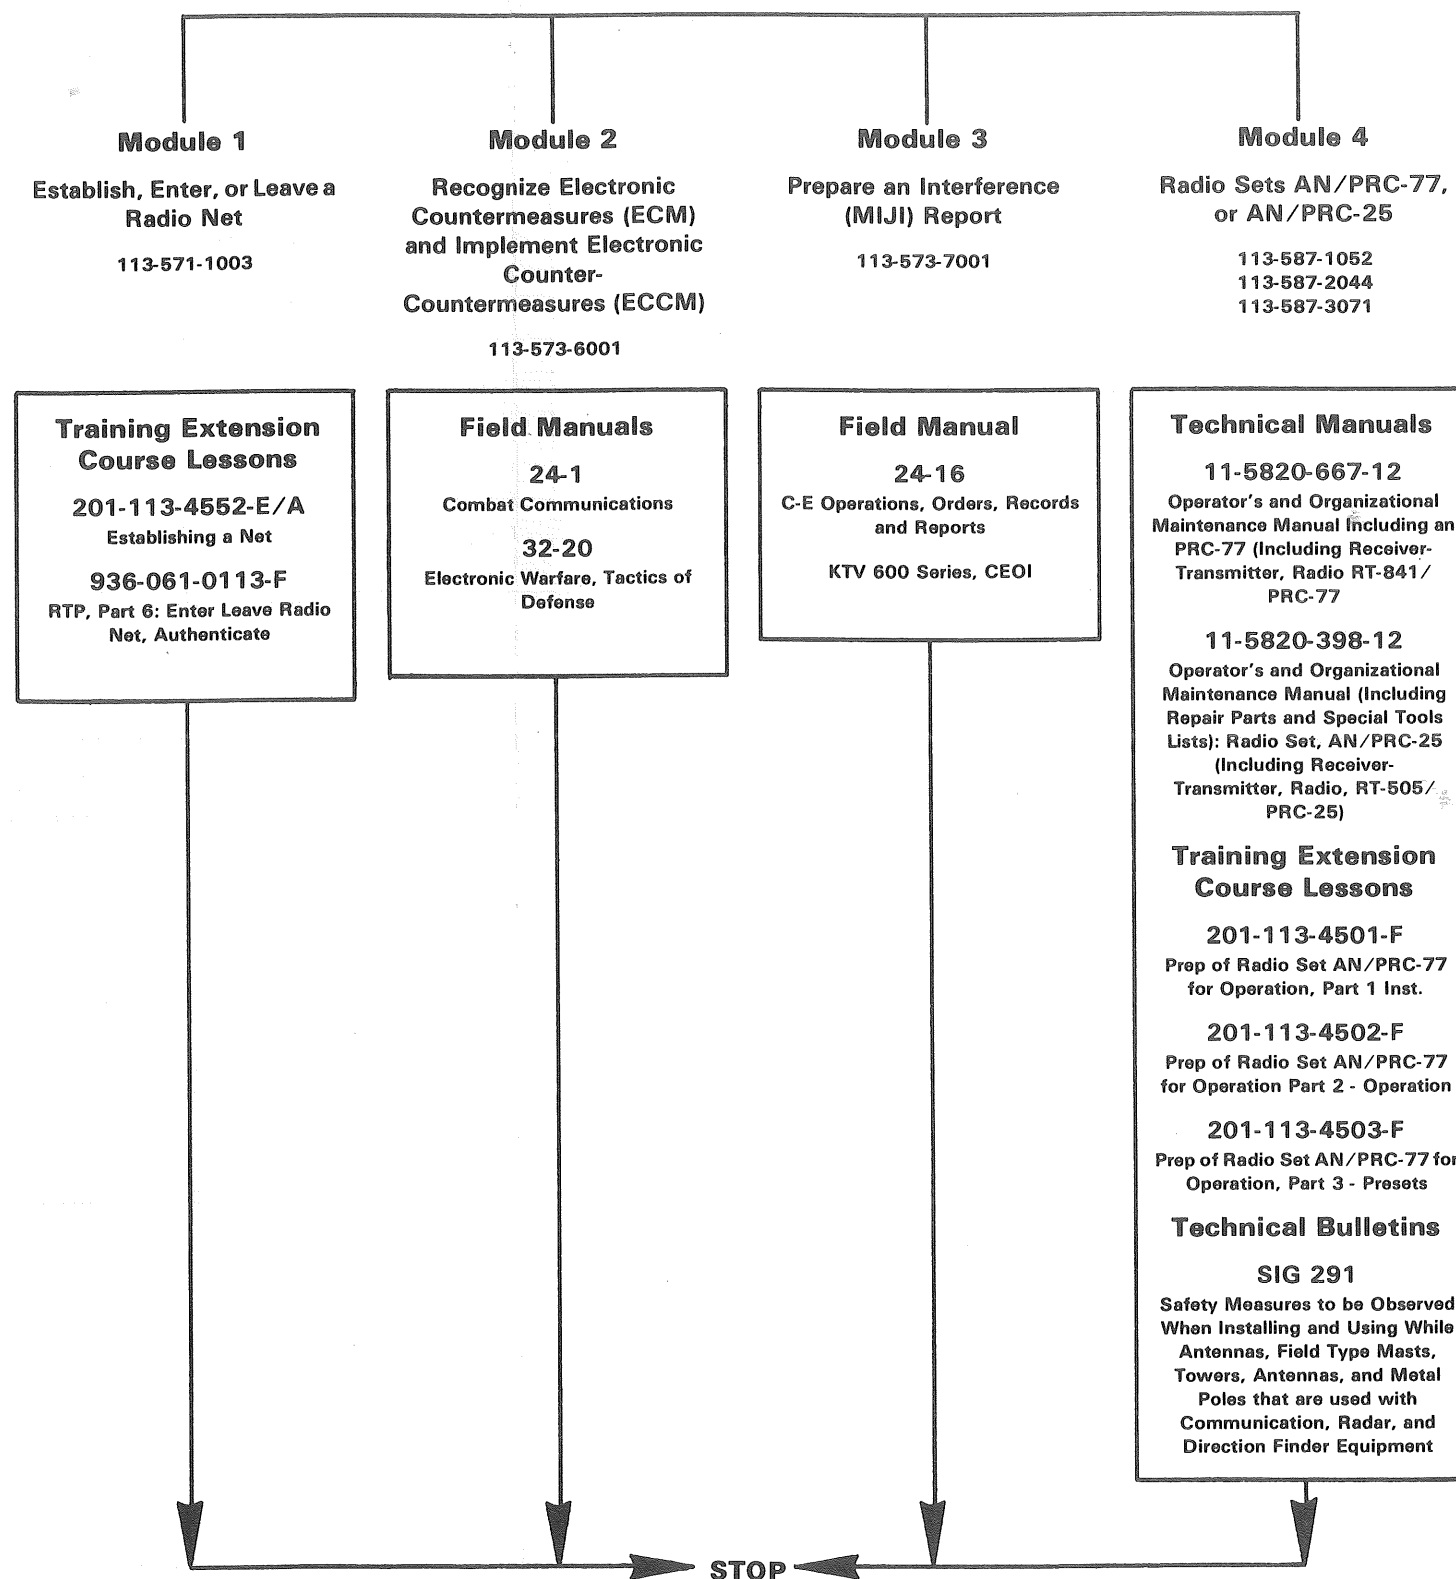 Module 1
Establish, Enter, or Leave a
Radio Net
113-571-1003
Module 2
Recognize Electronic
Countermeasures (ECM)
and Implement Electronic
Counter-
Countermeasures (ECCM)
113-573-6001
Module 3
Prepare an Interference
(MIJI) Report
113-573-7001
Module 4
Radio Sets AN/PRC-77,
or AN/PRC-25
113-587-1052
113-587-2044
113-587-3071
Training Extension
Course Lessons
201-113-4552-E/A
Establishing a Net
936-061-0113-F
RTP, Part 6: Enter Leave Radio
Net, Authenticate
Field Manuals
24-1
Combat Communications
32-20
Electronic Warfare, Tactics of
Defense
Field Manual
24-16
C-E Operations, Orders, Records
and Reports
KTV 600 Series, CEOI
Technical Manuals
11-5820-667-12
Operator's and Organizational
Maintenance Manual Including an
PRC-77 (Including Receiver-
Transmitter, Radio RT-841/
PRC-77
11-5820-398-12
Operator's and Organizational
Maintenance Manual (Including
Repair Parts and Special Tools
Lists): Radio Set, AN/PRC-25
(Including Receiver-
Transmitter, Radio, RT-505/
PRC-25)
Training Extension
Course Lessons
201-113-4501-F
Prep of Radio Set AN/PRC-77
for Operation, Part 1 Inst.
201-113-4502-F
Prep of Radio Set AN/PRC-77
for Operation Part 2 - Operation
201-113-4503-F
Prep of Radio Set AN/PRC-77 for
Operation, Part 3 - Presets
Technical Bulletins
SIG 291
Safety Measures to be Observed
When Installing and Using While
Antennas, Field Type Masts,
Towers, Antennas, and Metal
Poles that are used with
Communication, Radar, and
Direction Finder Equipment
STOP